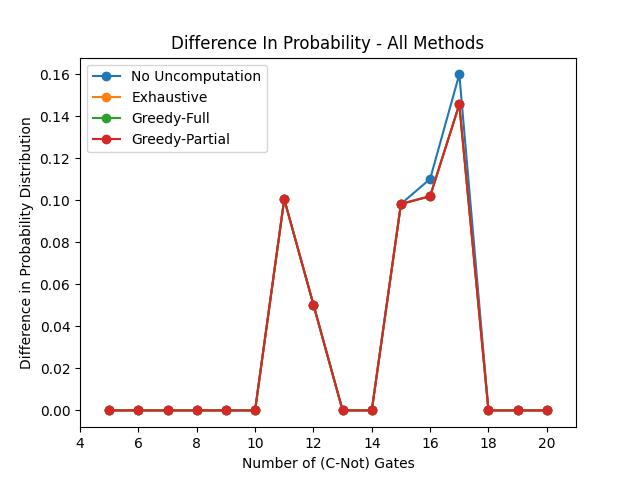 Difference In Probability - All Methods
No Uncomputation
Exhaustive
Greedy-Full
Greedy-Partial
Difference in Probability Distribution
0.16
0.14
0.12
0.10
0.08
0.06
0.04
0.02
0.00
4 6 8 10 12 14 16 18 20
Number of (C-Not) Gates